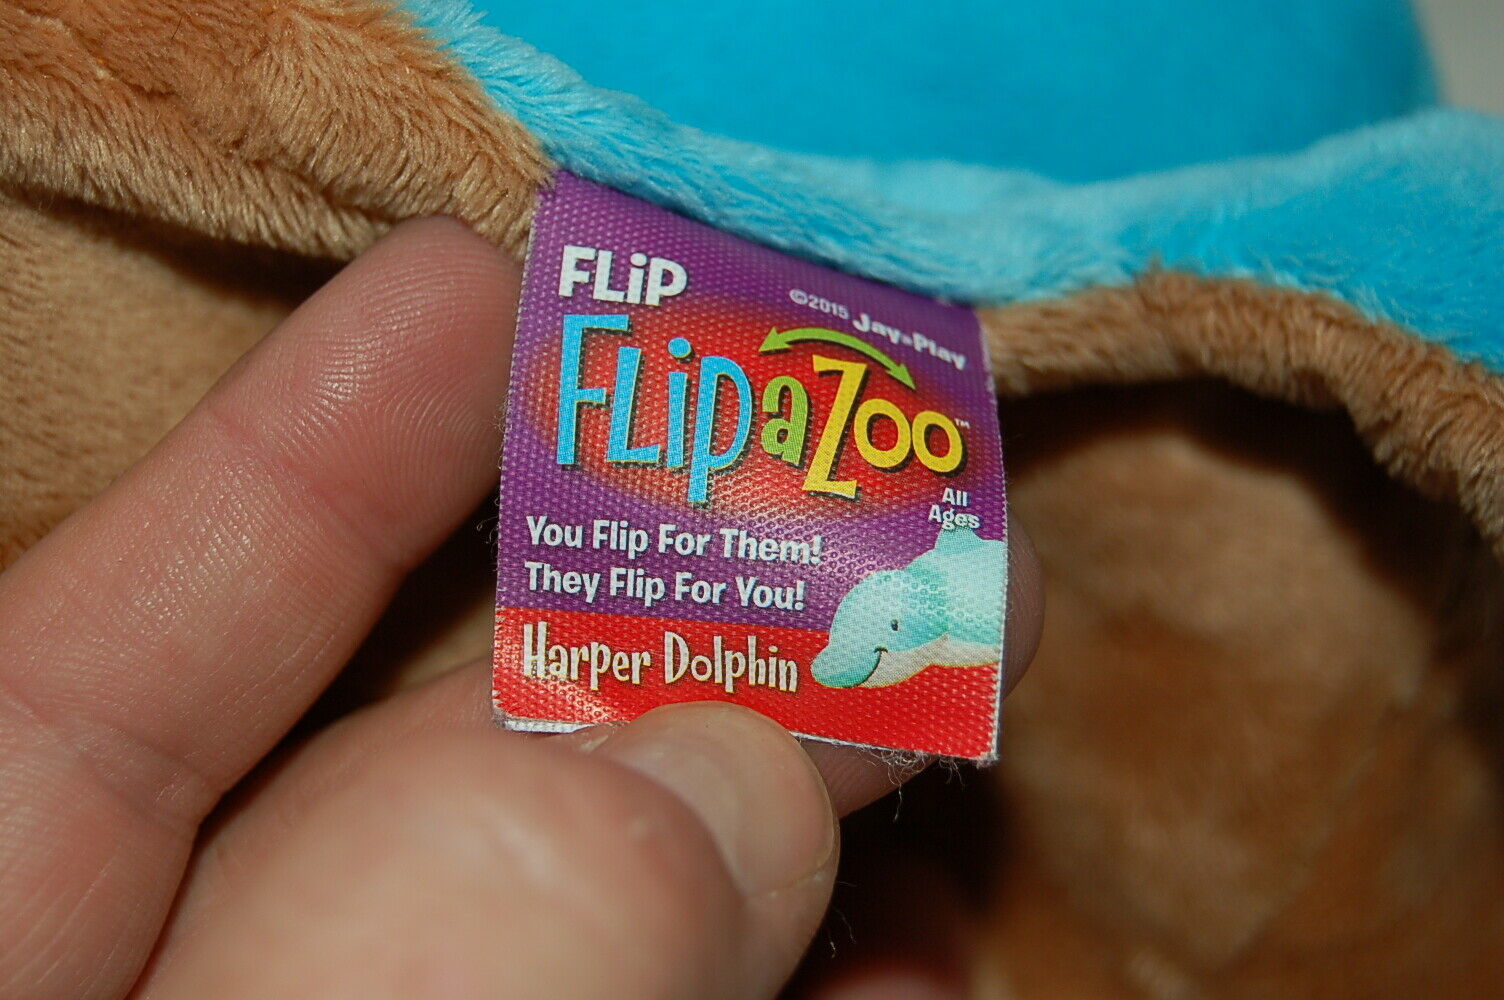 FLiP
©2015 Jay»Play
FLipaZoo™
All
Ages
You Flip For Them!
They Flip For You!
Harper Dolphin